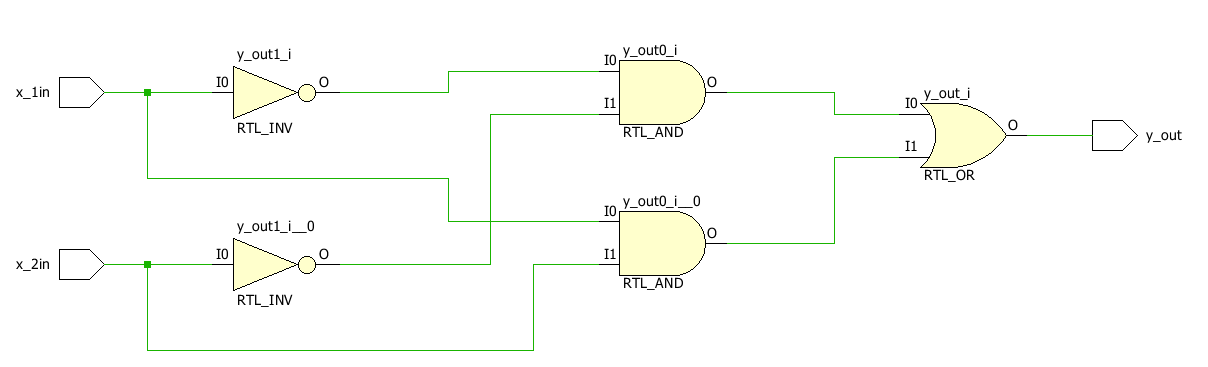 y_out1_i
x_1in
I0
O
RTL_INV
y_out0_i
I0
I1
O
RTL_AND
y_out_i
I0
I1
O
RTL_OR
y_out
x_2in
y_out1_i__0
I0
O
RTL_INV
y_out0_i__0
I0
I1
O
RTL_AND